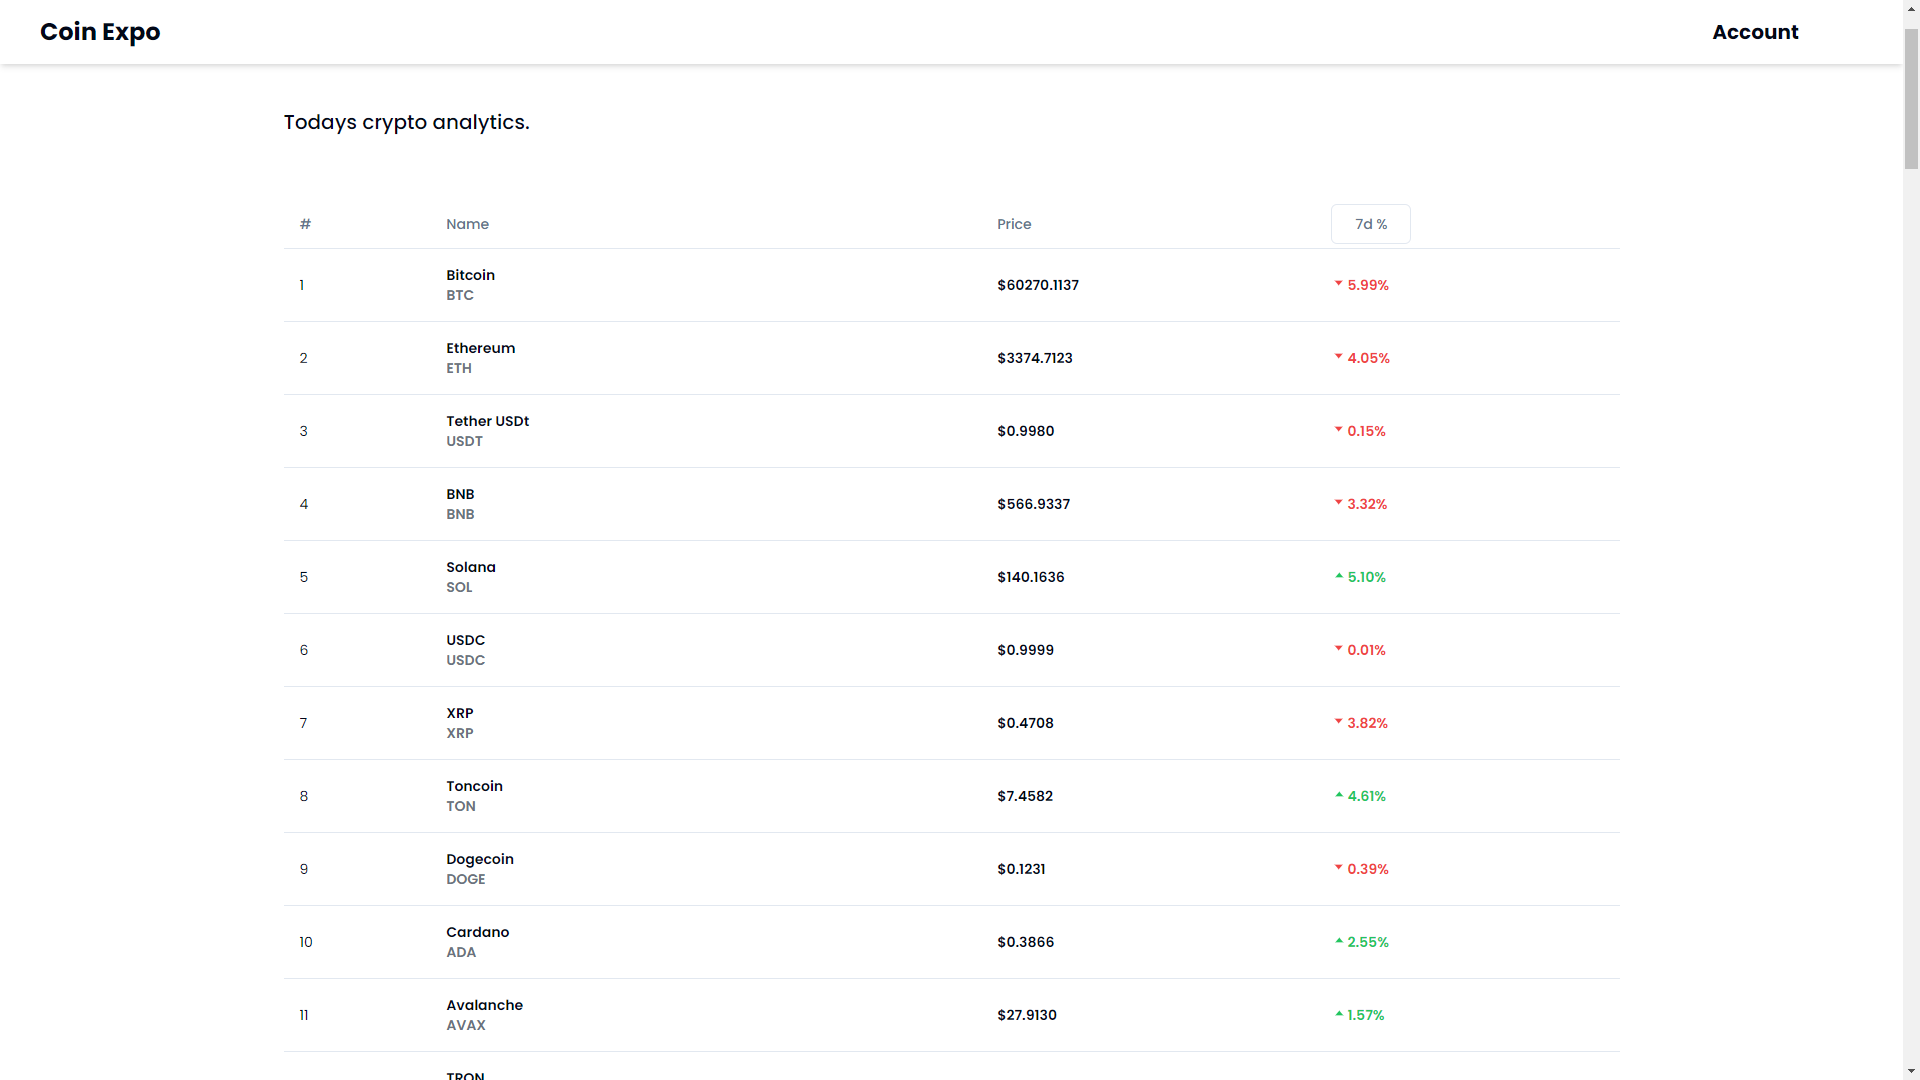 Coin Expo
Account
Todays crypto analytics.
# Name Price 7d %
1 Bitcoin BTC $60270.1137 5.99%
2 Ethereum ETH $3374.7123 4.05%
3 Tether USDt USDT $0.9980 0.15%
4 BNB BNB $566.9337 3.32%
5 Solana SOL $140.1636 5.10%
6 USDC USDC $0.9999 0.01%
7 XRP XRP $0.4708 3.82%
8 Toncoin TON $7.4582 4.61%
9 Dogecoin DOGE $0.1231 0.39%
10 Cardano ADA $0.3866 2.55%
11 Avalanche AVAX $27.9130 1.57%
TRON